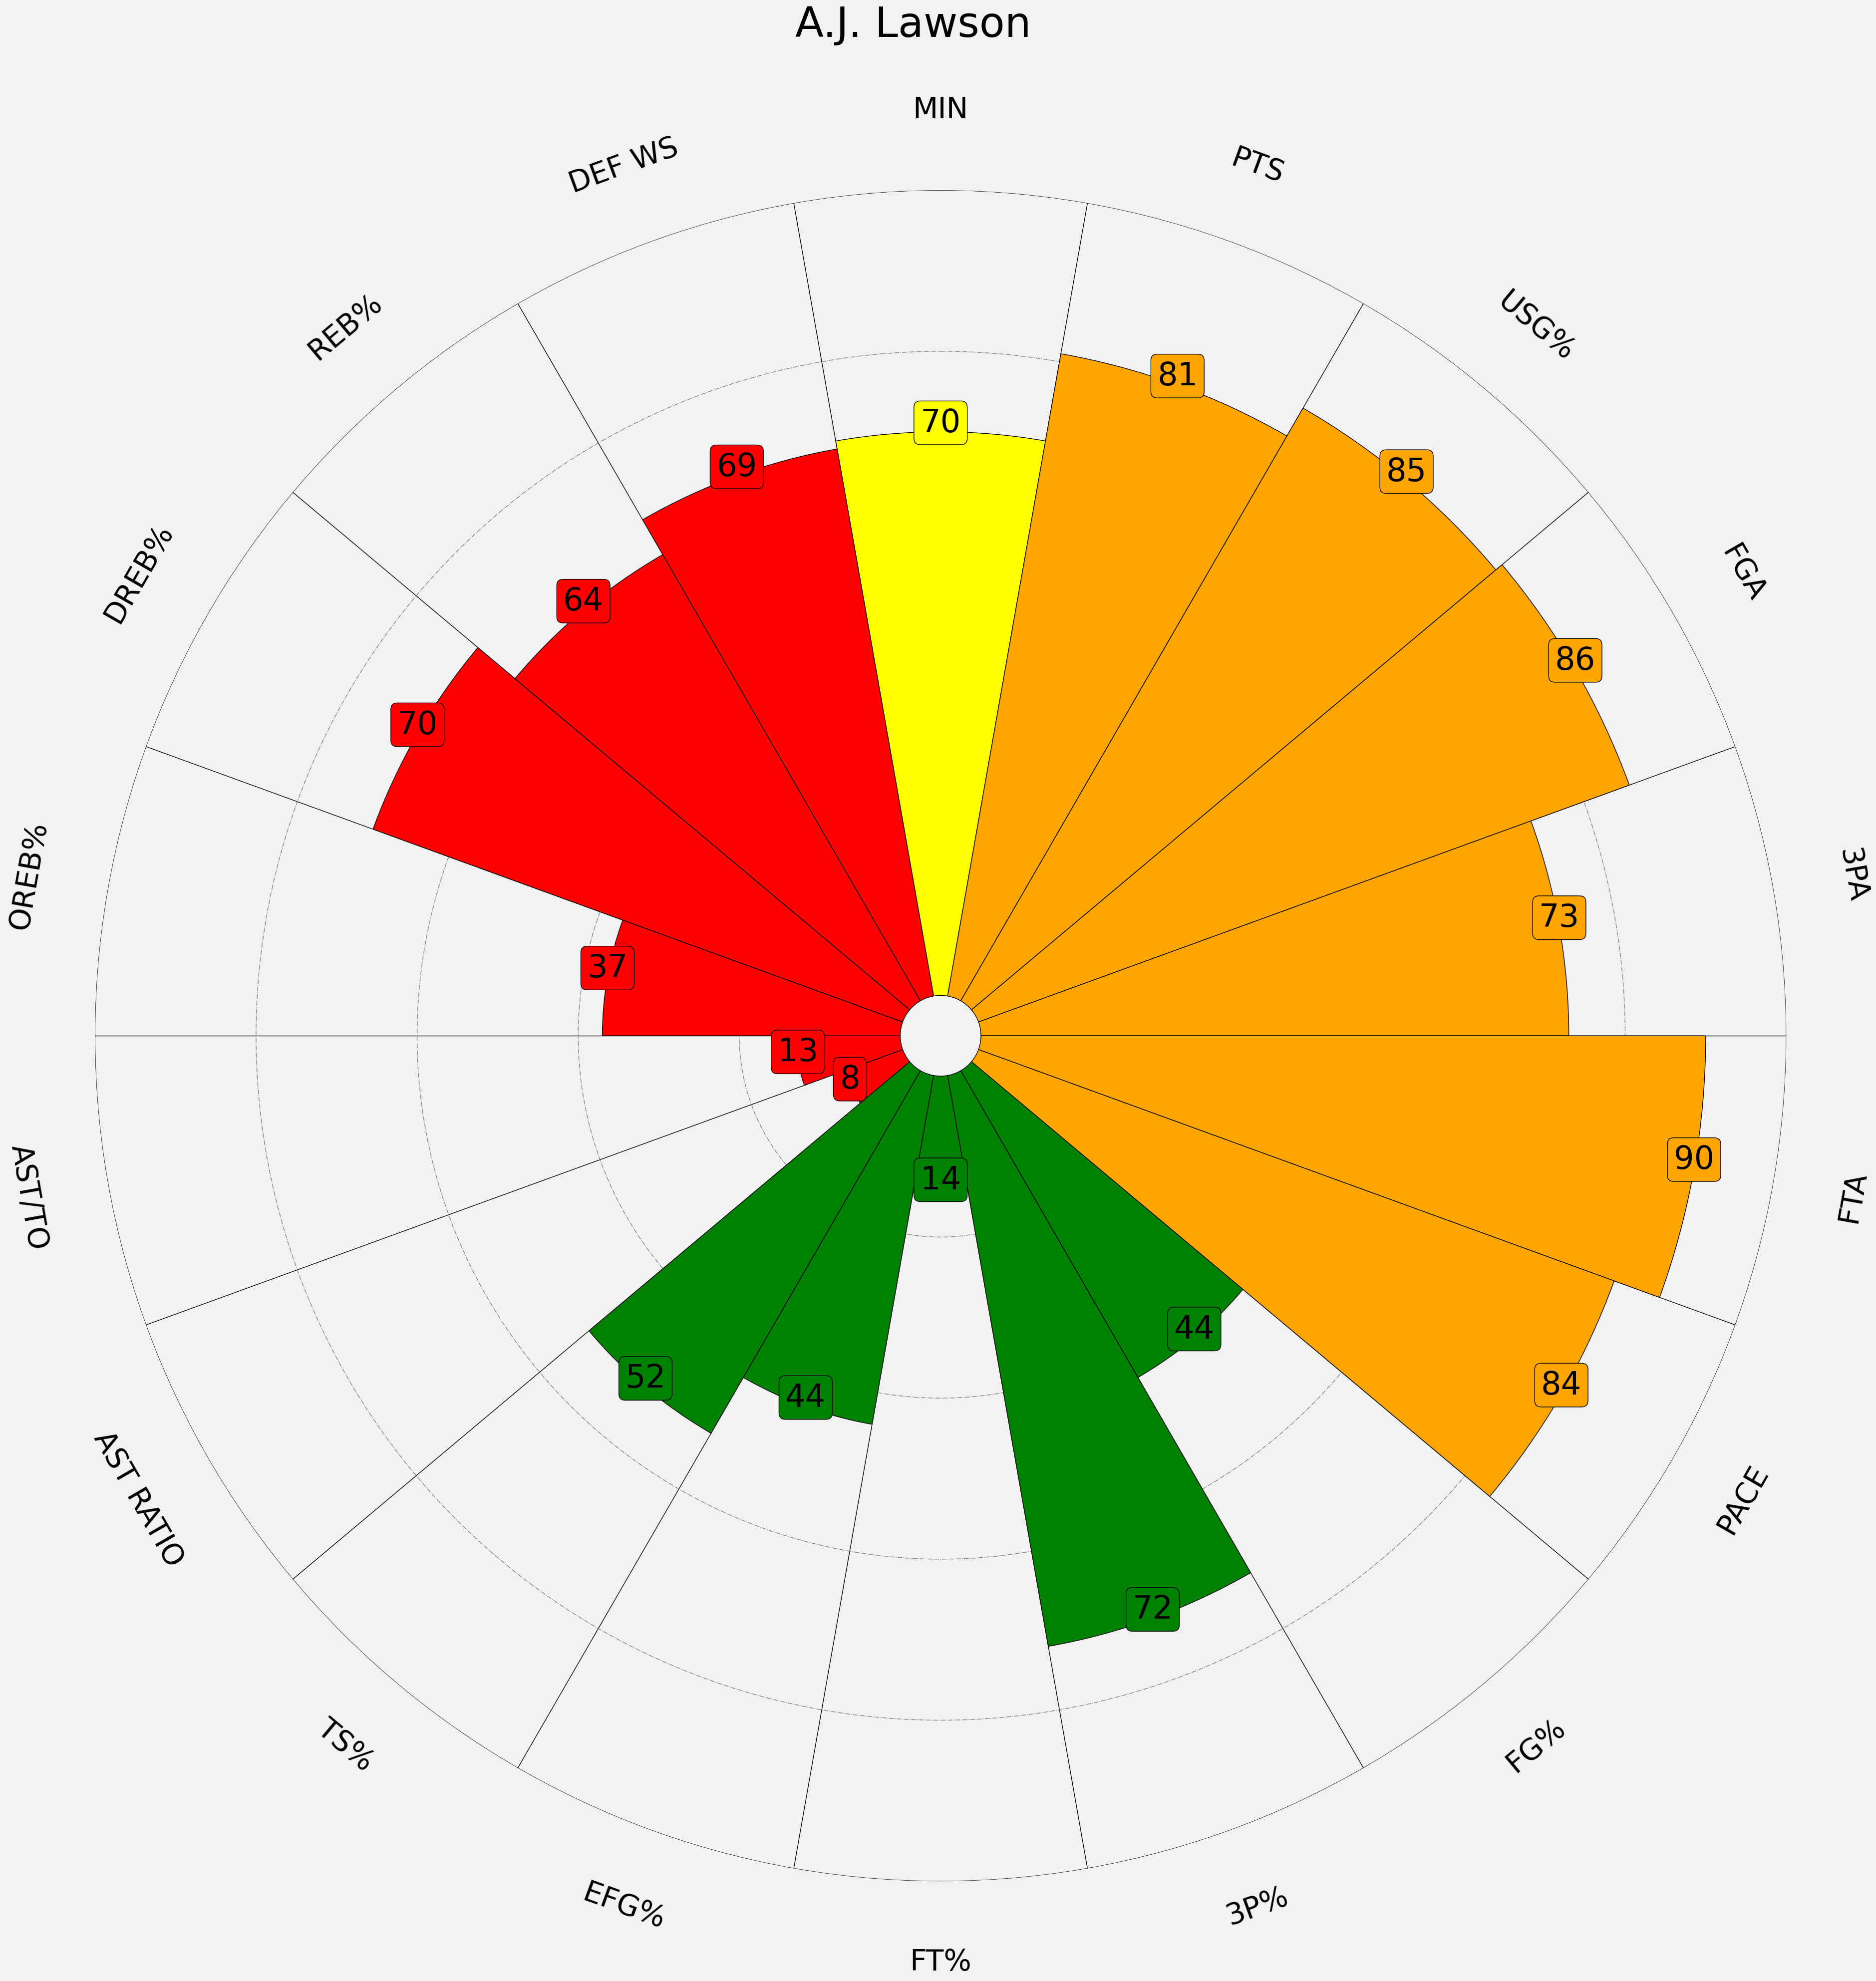 A.J. Lawson
MIN
PTS
USG%
FGA
3PA
FTA
PACE
FG%
3P%
FT%
EFG%
TS%
AST RATIO
AST/TO
OREB%
DREB%
REB%
DEF WS
70
81
85
86
73
90
84
44
72
14
44
52
8
13
37
70
64
69